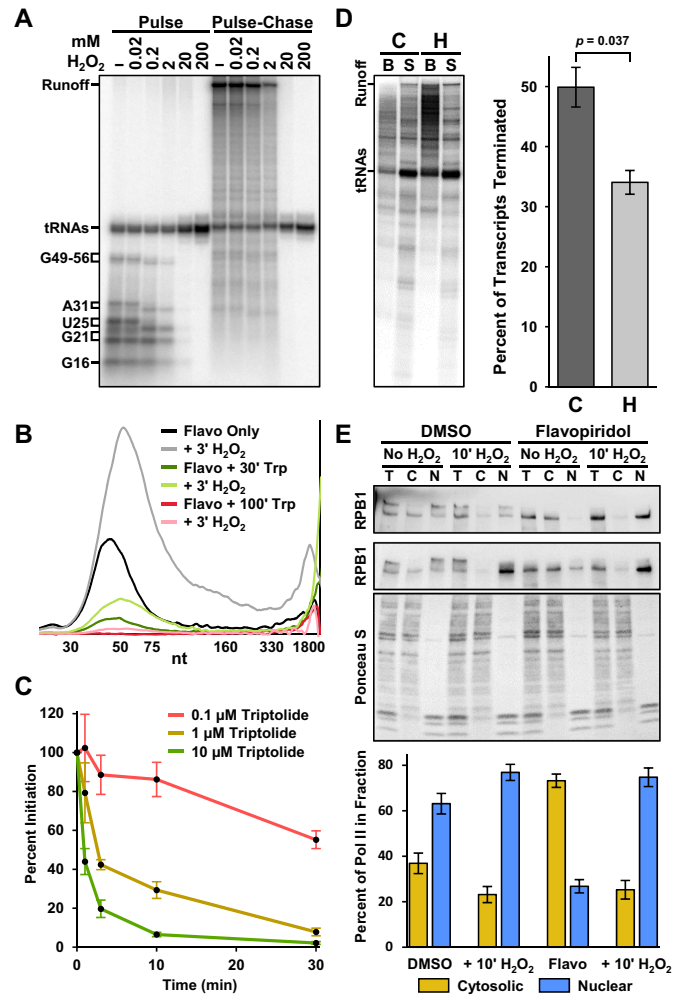 A
Pulse Pulse-Chase
mM
H₂O₂
– 0.02 0.2 2 20 200 – 0.02 0.2 2 20 200
Runoff
tRNAs
G49-56
A31
U25
G21
G16
D
C H
B S B S
Runoff
tRNAs
p = 0.037
Percent of Transcripts Terminated
50
40
30
20
10
0
C H
B
Flavo Only
+ 3' H₂O₂
Flavo + 30' Trp
+ 3' H₂O₂
Flavo + 100' Trp
+ 3' H₂O₂
30 50 75 160 330 1800
nt
C
0.1 µM Triptolide
1 µM Triptolide
10 µM Triptolide
Percent Initiation
120
100
80
60
40
20
0
0 10 20 30
Time (min)
E
DMSO Flavopiridol
No H₂O₂ 10' H₂O₂ No H₂O₂ 10' H₂O₂
T C N T C N T C N T C N
RPB1
RPB1
Ponceau S
Percent of Pol II in Fraction
80
60
40
20
0
DMSO + 10' H₂O₂ Flavo + 10' H₂O₂
Cytosolic Nuclear